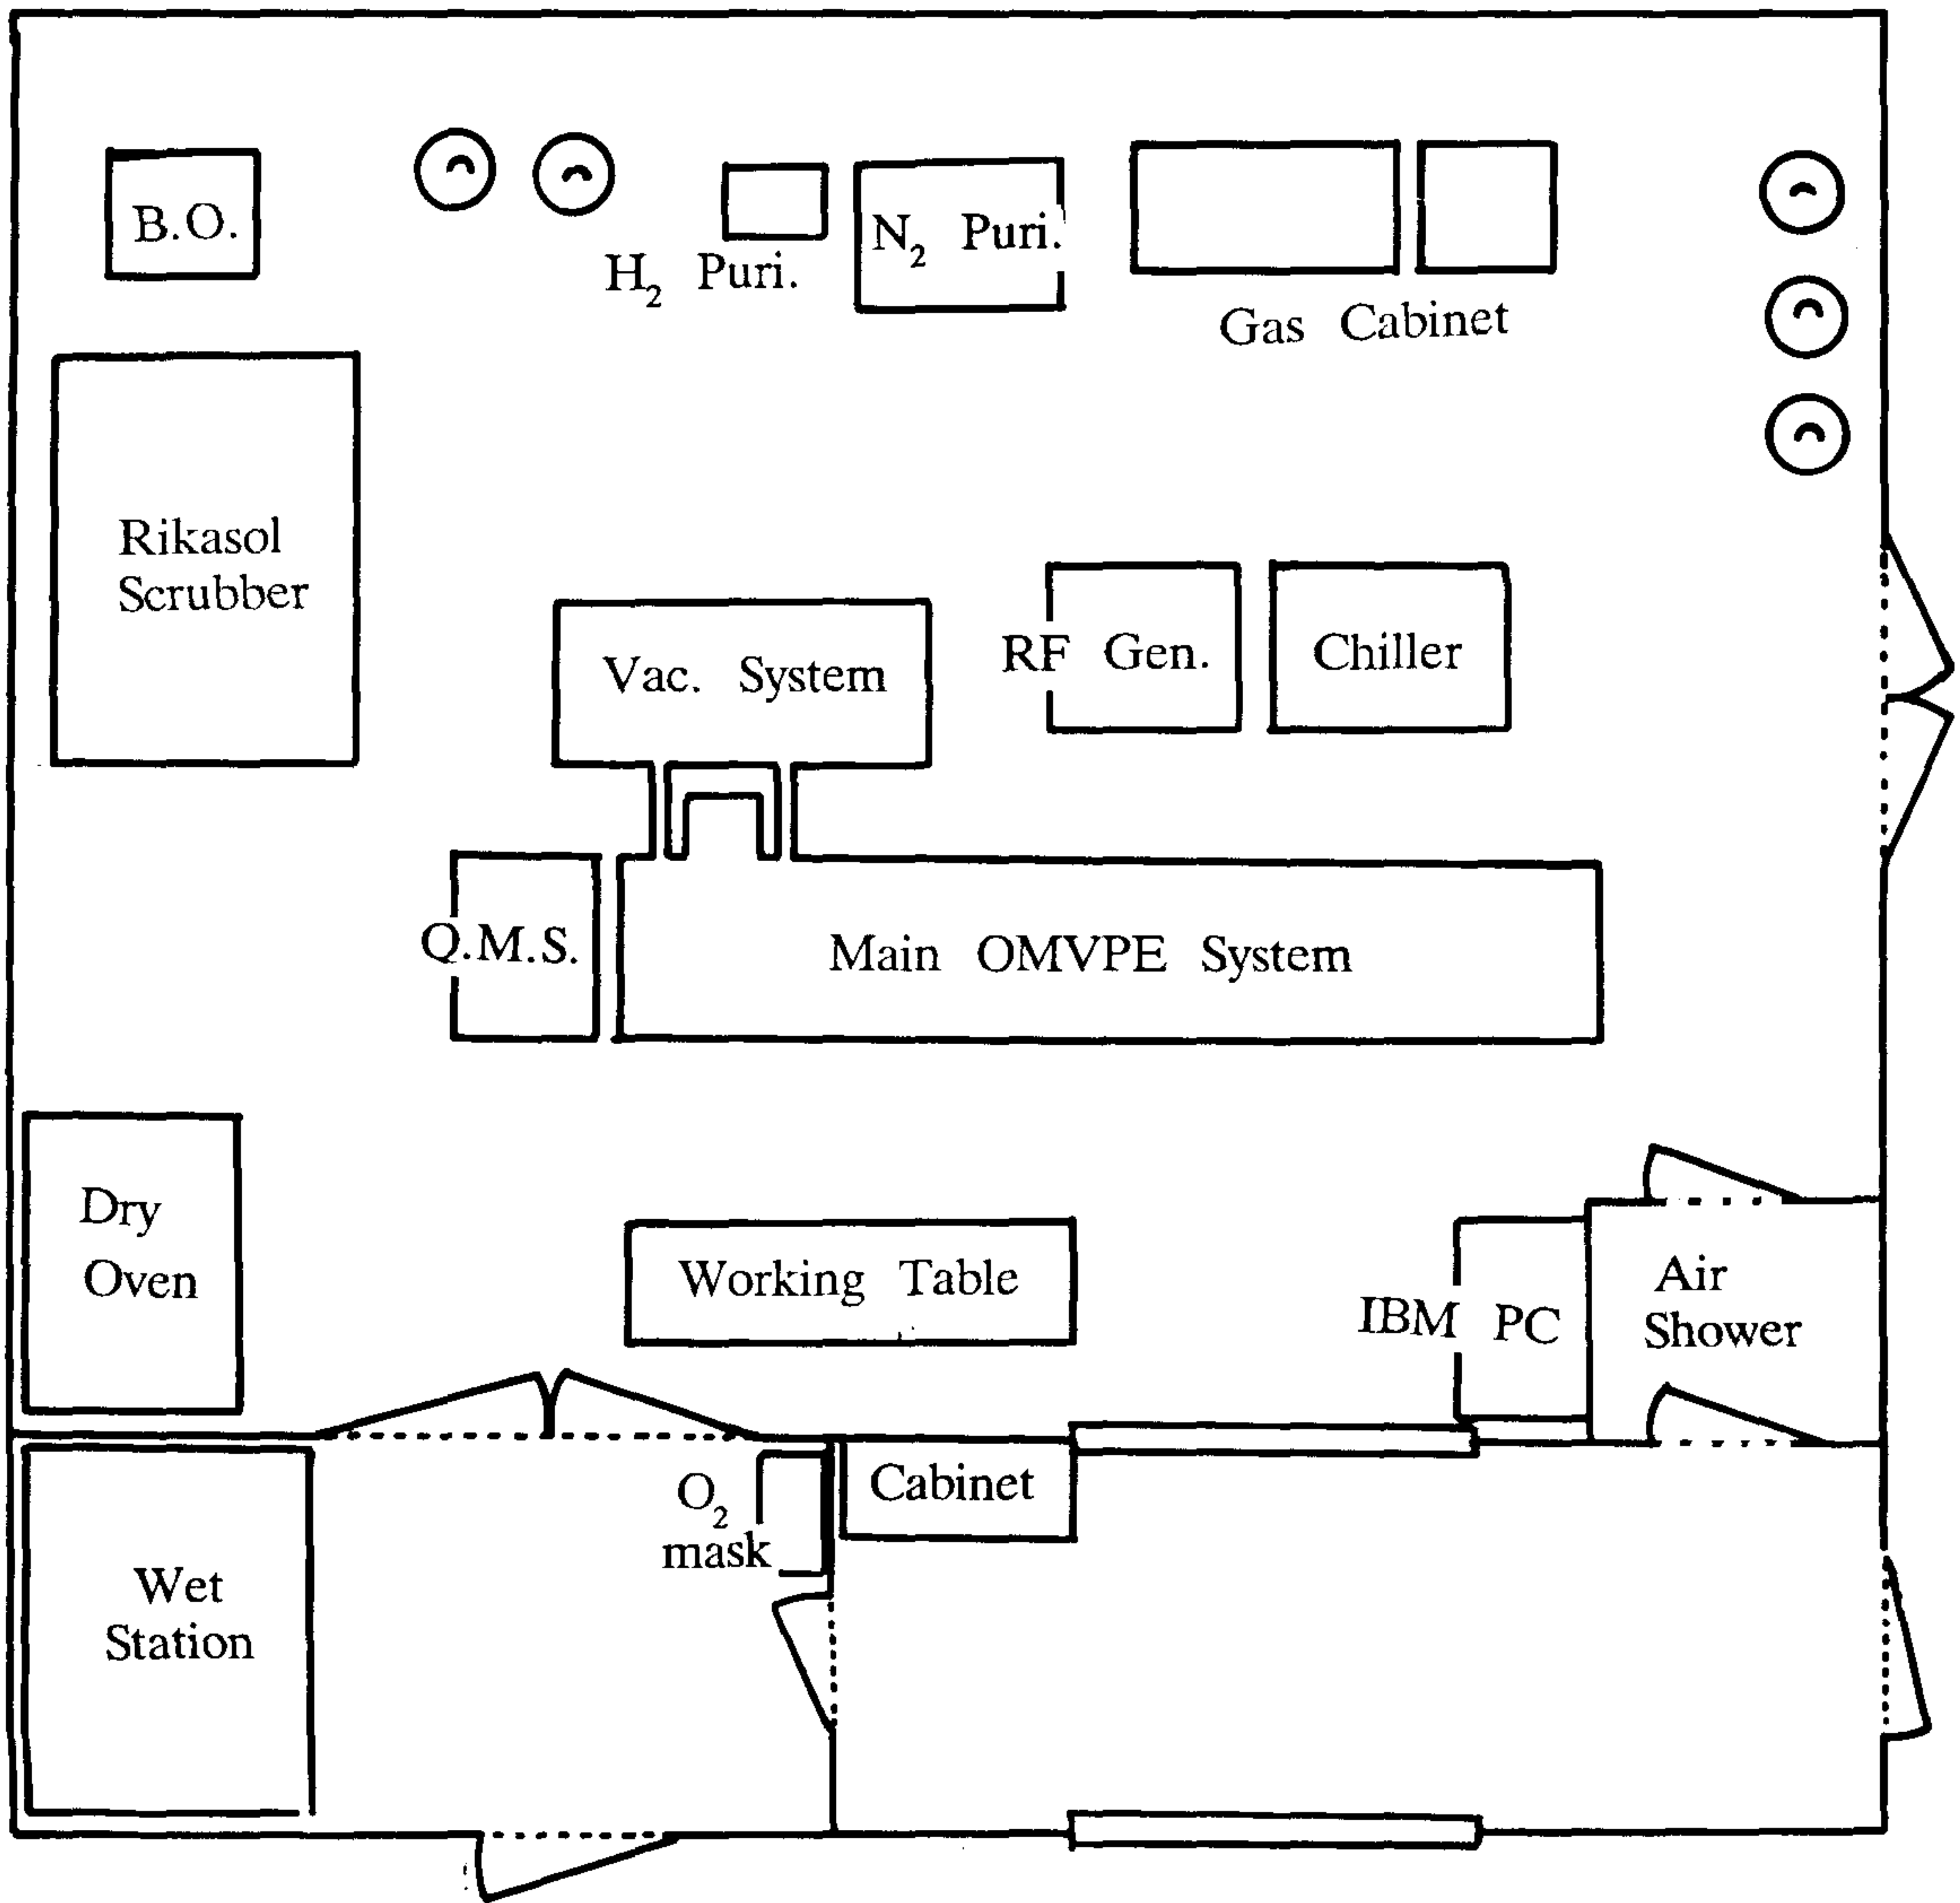 B.O.
H₂ Puri.
N₂ Puri.
Gas Cabinet
Rikasol
Scrubber
Vac. System
RF Gen.
Chiller
Q.M.S.
Main OMVPE System
Dry
Oven
Working Table
IBM PC
Air
Shower
O₂
mask
Cabinet
Wet
Station